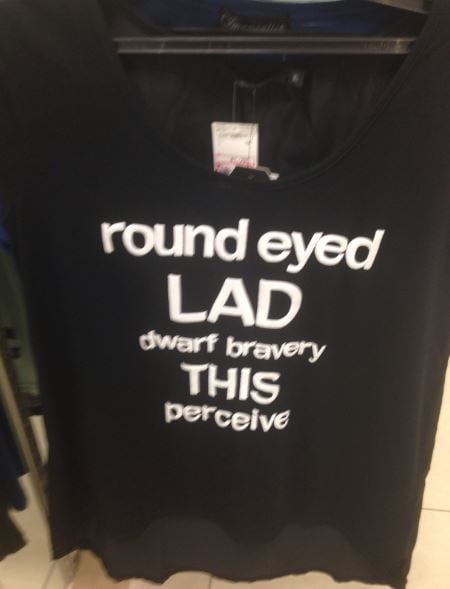 round eyed
LAD
dwarf bravery
THIS
perceive